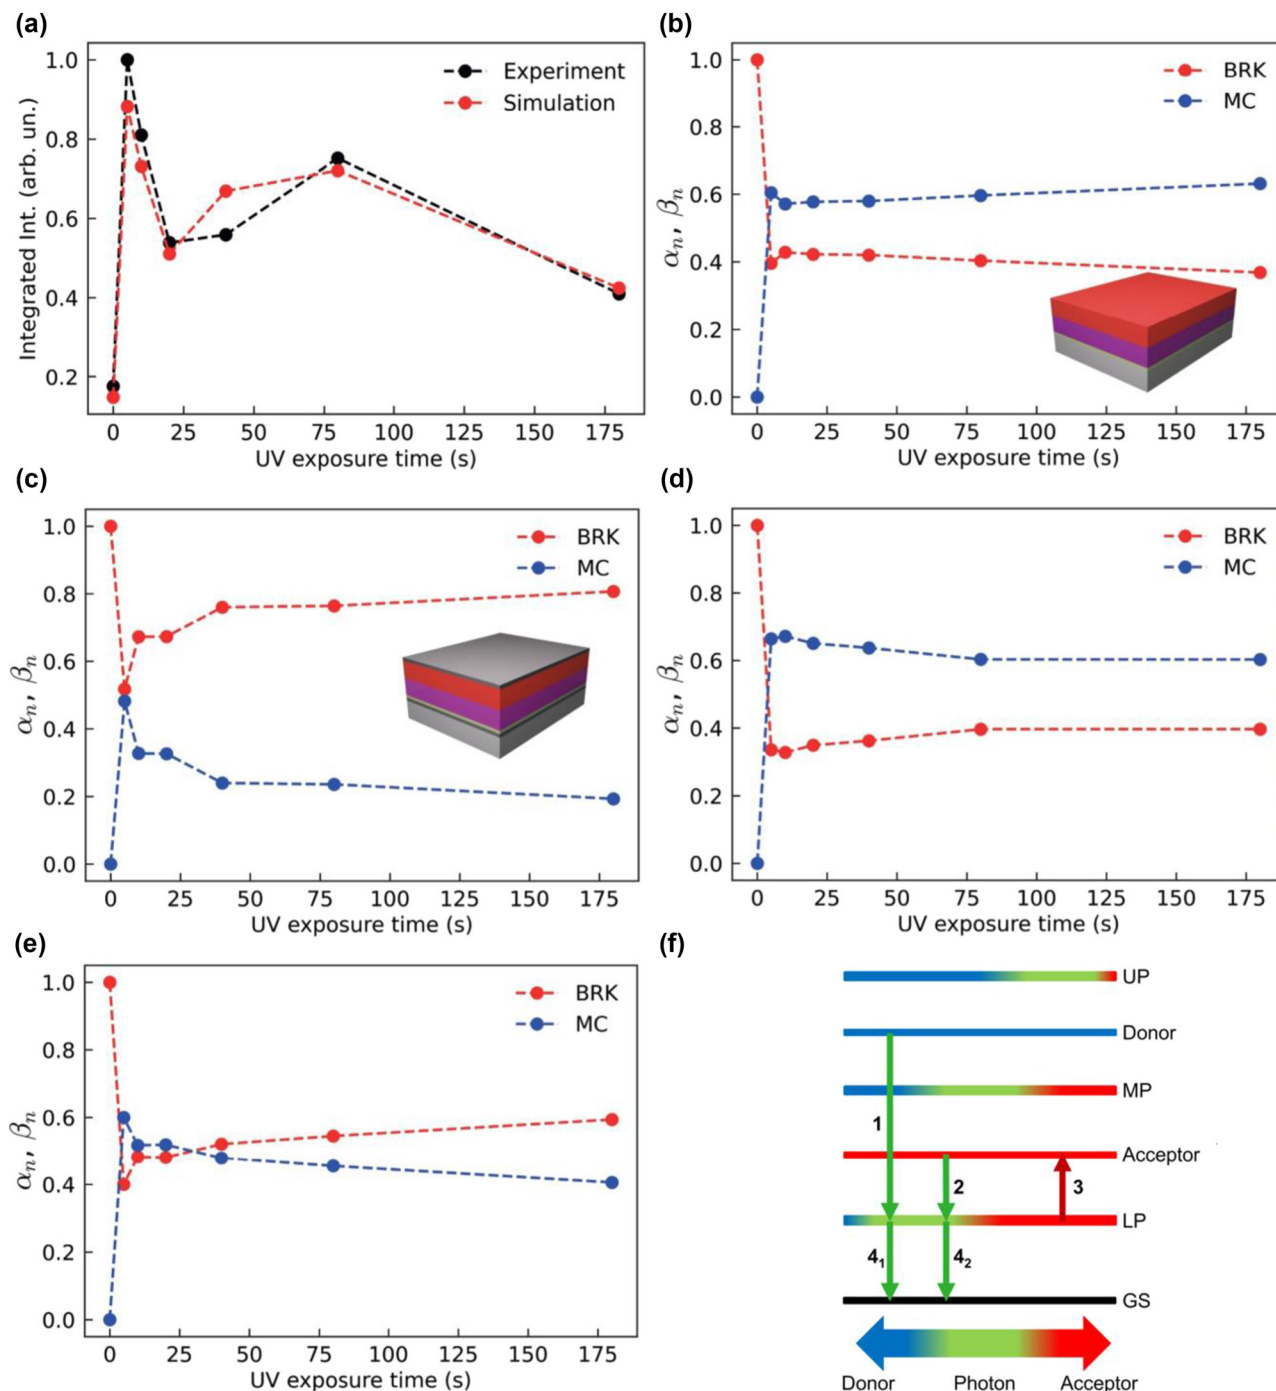 (a)
Integrated Int. (arb. un.)
1.0
0.8
0.6
0.4
0.2
Experiment
Simulation
0 25 50 75 100 125 150 175
UV exposure time (s)
(b)
αn, βn
1.0
0.8
0.6
0.4
0.2
0.0
BRK
MC
0 25 50 75 100 125 150 175
UV exposure time (s)
(c)
αn, βn
1.0
0.8
0.6
0.4
0.2
0.0
BRK
MC
0 25 50 75 100 125 150 175
UV exposure time (s)
(d)
αn, βn
1.0
0.8
0.6
0.4
0.2
0.0
BRK
MC
0 25 50 75 100 125 150 175
UV exposure time (s)
(e)
αn, βn
1.0
0.8
0.6
0.4
0.2
0.0
BRK
MC
0 25 50 75 100 125 150 175
UV exposure time (s)
(f)
UP
Donor
MP
1
Acceptor
2 3
LP
4₁ 4₂
GS
Donor Photon Acceptor